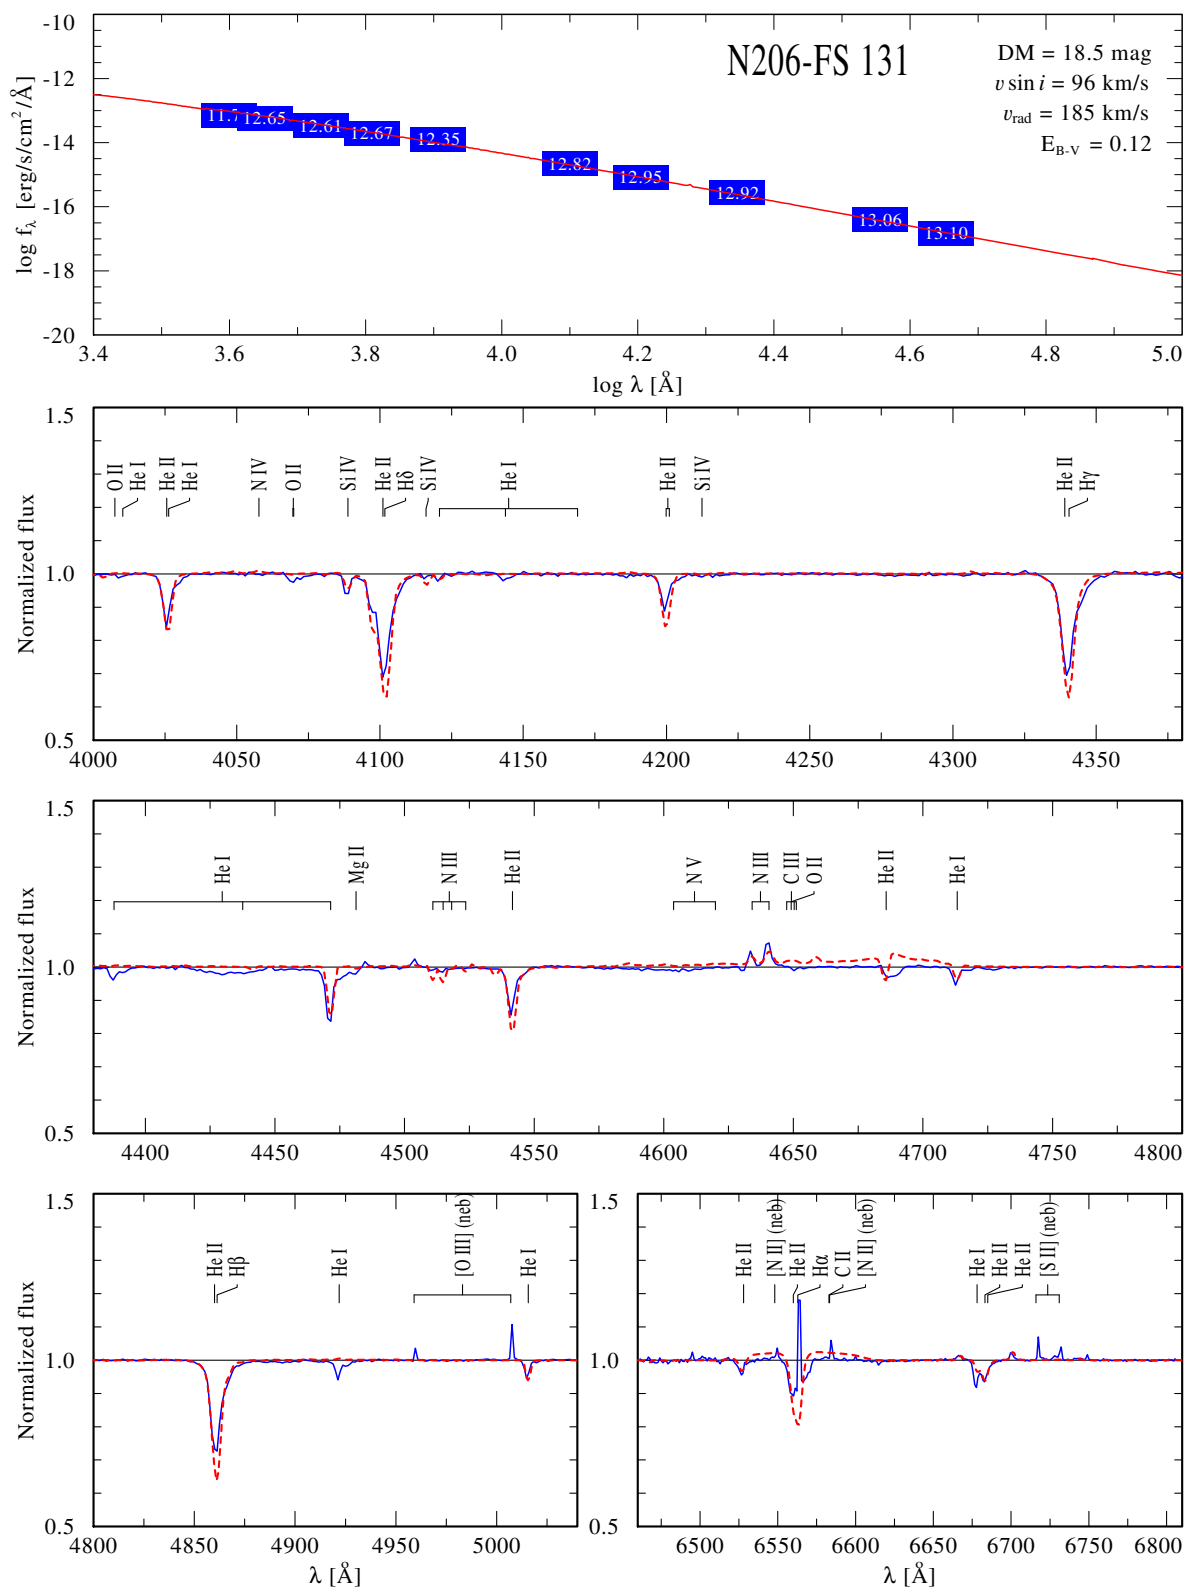 N206-FS 131
DM = 18.5 mag
v sin i = 96 km/s
v_rad = 185 km/s
E_B-V = 0.12
log f_λ [erg/s/cm²/Å]
-10
-12
-14
-16
-18
-20
12.65 12.61 12.67 12.35 12.82 12.95 12.92 13.06 13.10
3.4 3.6 3.8 4.0 4.2 4.4 4.6 4.8 5.0
log λ [Å]
Normalized flux
1.5
1.0
0.5
O II He I He II He I N IV O II Si IV He II Hδ Si IV He I He II Si IV He II Hγ
4000 4050 4100 4150 4200 4250 4300 4350
Normalized flux
1.5
1.0
0.5
He I Mg II N III He II N V N III C III O II He II He I
4400 4450 4500 4550 4600 4650 4700 4750 4800
Normalized flux
1.5
1.0
0.5
He II Hβ He I [O III] (neb) He I
4800 4850 4900 4950 5000
λ [Å]
1.5
1.0
0.5
He II [N II] (neb) He II Hα C II [N II] (neb) He I He II He II [S II] (neb)
6500 6550 6600 6650 6700 6750 6800
λ [Å]